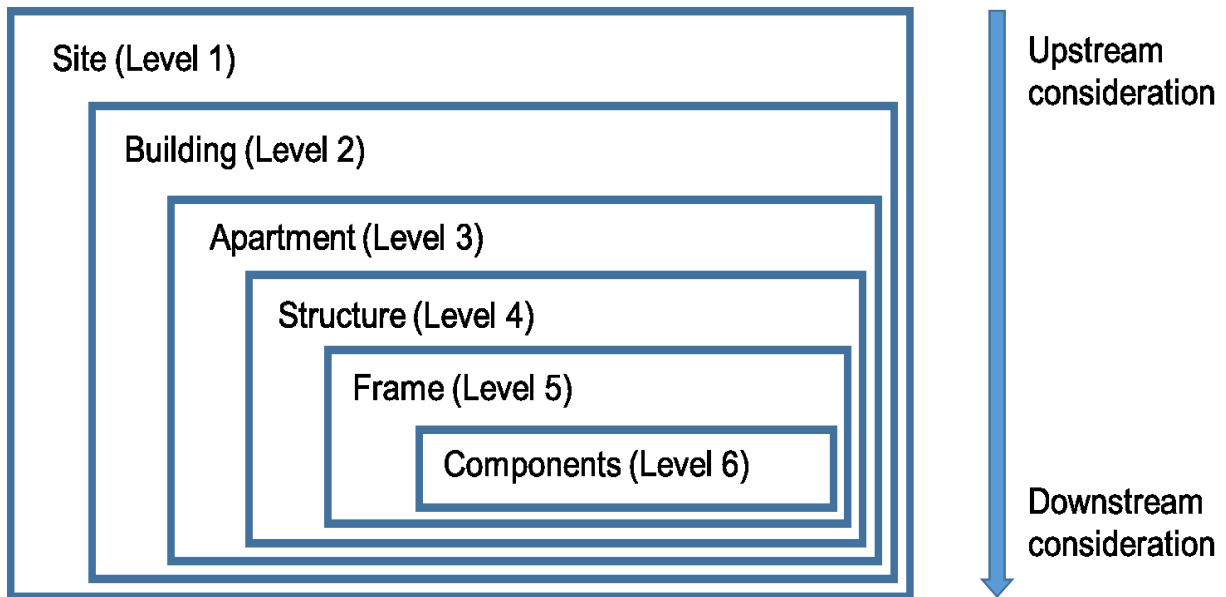 Site (Level 1)
Building (Level 2)
Apartment (Level 3)
Structure (Level 4)
Frame (Level 5)
Components (Level 6)
Upstream
consideration
Downstream
consideration